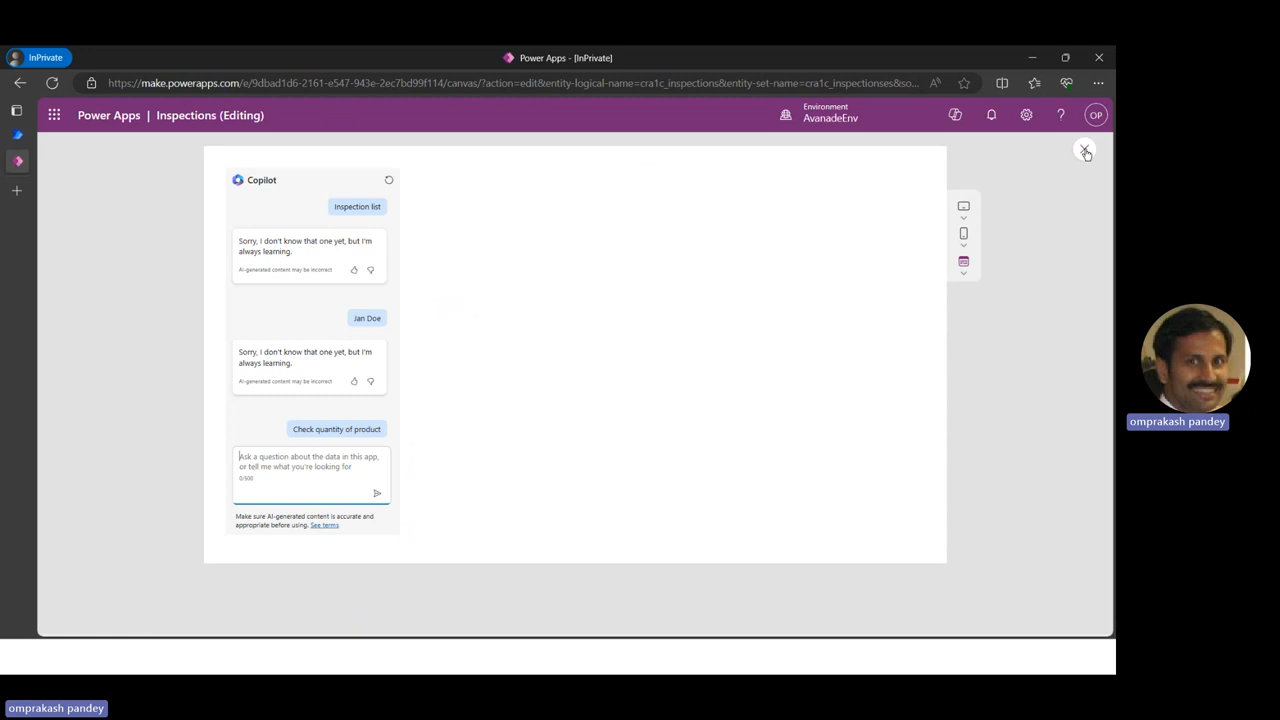 InPrivate
Power Apps - [InPrivate]
https://make.powerapps.com/e/9dbad1d6-2161-e547-943e-2ec7bd99f114/canvas/?action=edit&entity-logical-name=cra1c_inspections&entity-set-name=cra1c_inspectionses&so...
Power Apps | Inspections (Editing)
Environment
AvanadeEnv
OP
Copilot
Inspection list
Sorry, I don't know that one yet, but I'm
always learning.
AI-generated content may be incorrect
Jan Doe
Sorry, I don't know that one yet, but I'm
always learning.
AI-generated content may be incorrect
Check quantity of product
Ask a question about the data in this app,
or tell me what you're looking for
0/500
Make sure AI-generated content is accurate and
appropriate before using. See terms
omprakash pandey
omprakash pandey